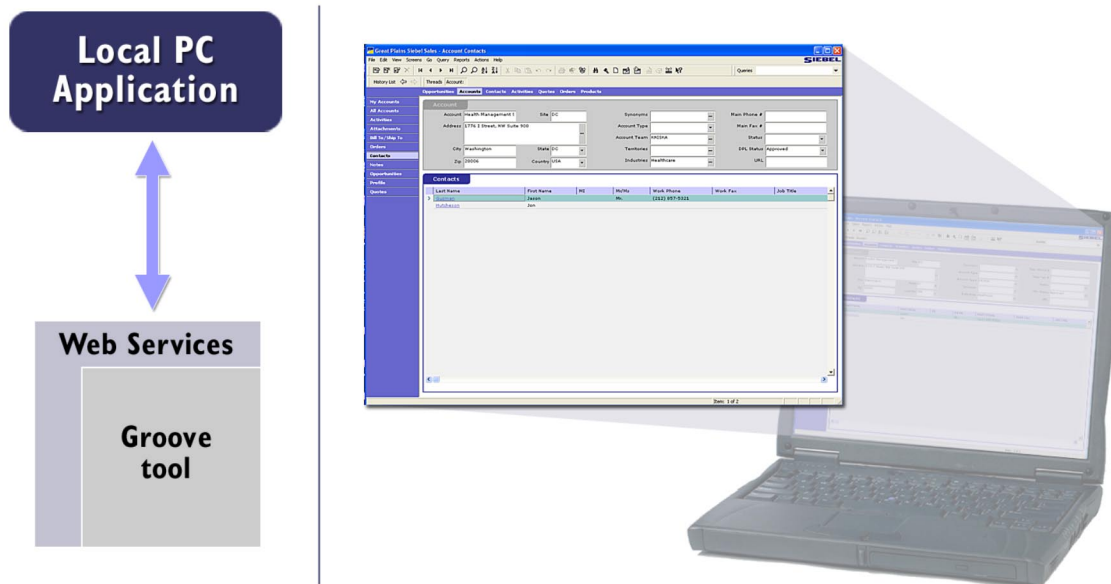 Local PC
Application
Web Services
Groove
tool
Great Plains Siebel Sales - Account Contacts
File Edit View Screens Go Query Reports Actions Help
SIEBEL
Queries
History List Threads Account:
Opportunities Accounts Contacts Activities Quotes Orders Products
My Accounts
All Accounts
Activities
Attachments
Bill To/Ship To
Orders
Contacts
Notes
Opportunities
Profile
Quotes
Account
Account Health Management I Site DC Synonyms Main Phone #
Address 1776 I Street, NW Suite 900 Account Type Main Fax #
Account Team Status
City Washington State DC Territories DPL Status Approved
Zip 20006 Country USA Industries Healthcare URL
Contacts
Last Name First Name MI Mr/Ms Work Phone Work Fax Job Title
Jason Mr. (212) 857-5321
Hutcheson Jon
Item: 1 of 2